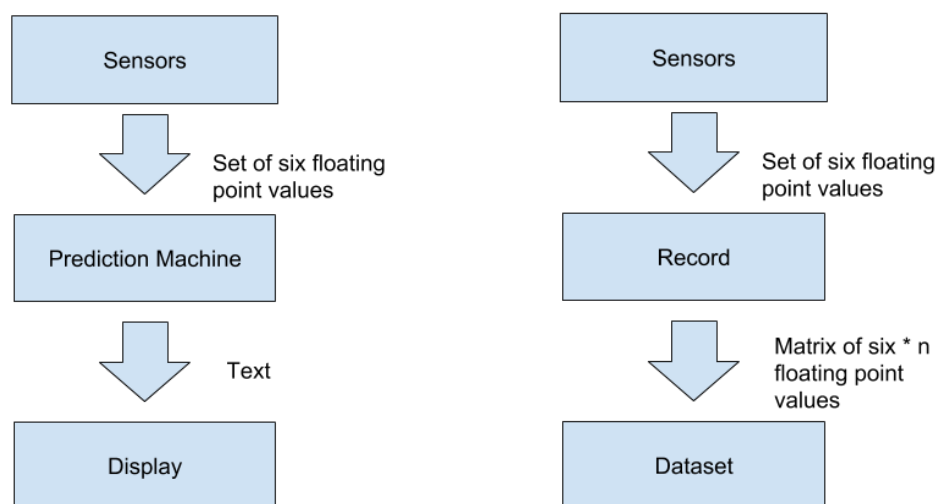 Sensors
Set of six floating
point values
Prediction Machine
Text
Display
Sensors
Set of six floating
point values
Record
Matrix of six * n
floating point
values
Dataset